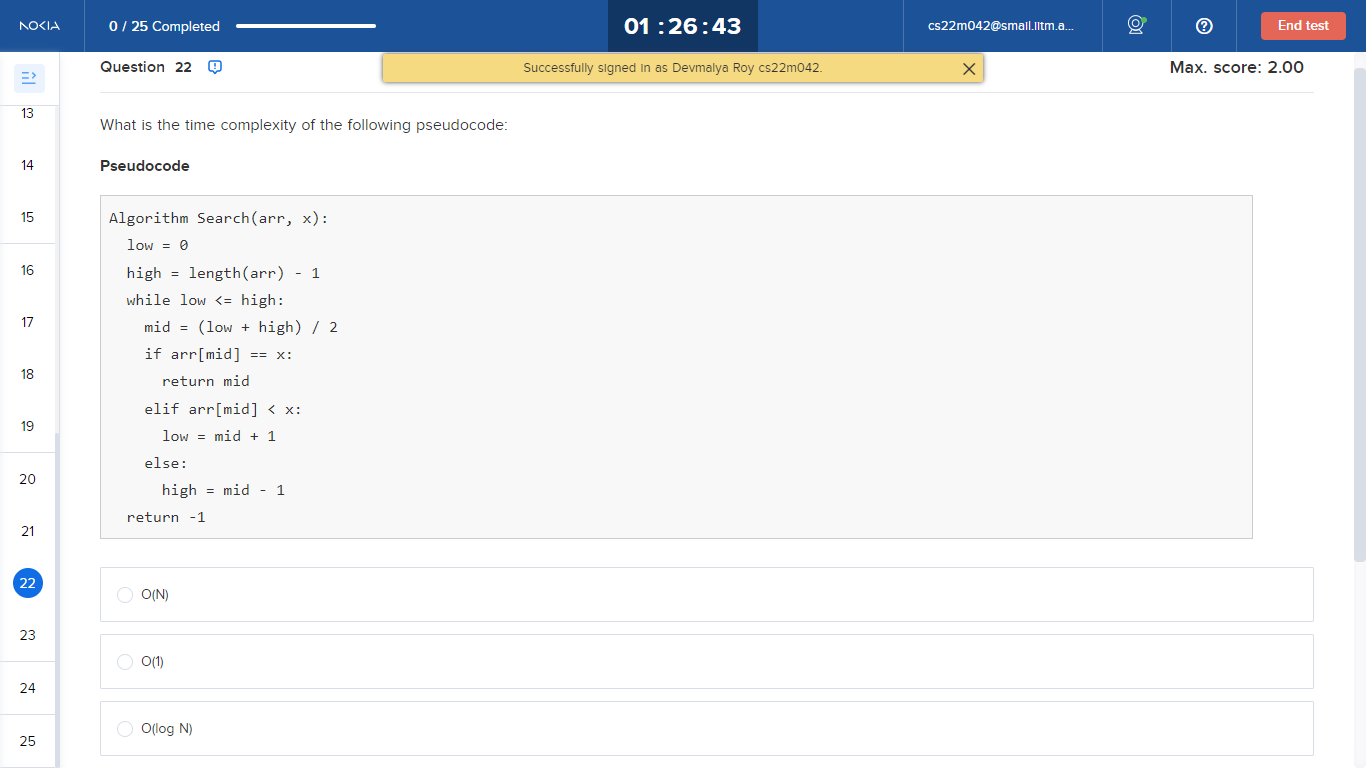 NOKIA
0 / 25 Completed
01 : 26 : 43
cs22m042@smail.iitm.a...
End test
Question 22
Successfully signed in as Devmalya Roy cs22m042.
Max. score: 2.00
13
14
15
16
17
18
19
20
21
22
23
24
25
What is the time complexity of the following pseudocode:
Pseudocode
Algorithm Search(arr, x):
  low = 0
  high = length(arr) - 1
  while low <= high:
    mid = (low + high) / 2
    if arr[mid] == x:
      return mid
    elif arr[mid] < x:
      low = mid + 1
    else:
      high = mid - 1
  return -1
O(N)
O(1)
O(log N)